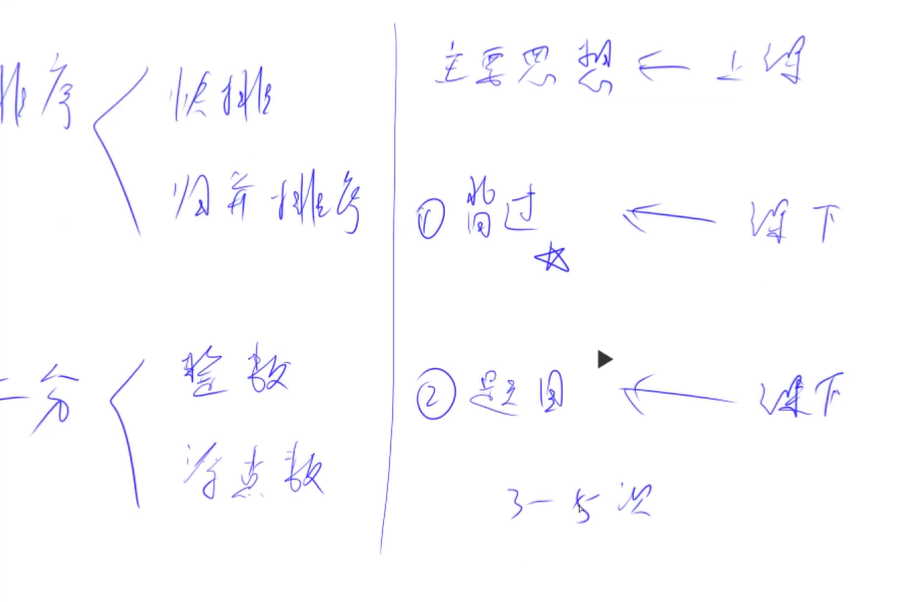 排序
快排
归并排序
二分
整数
浮点数
主要思想 ← 上课
① 背过 ← 课下
☆
② 题目 ← 课下
3-5次